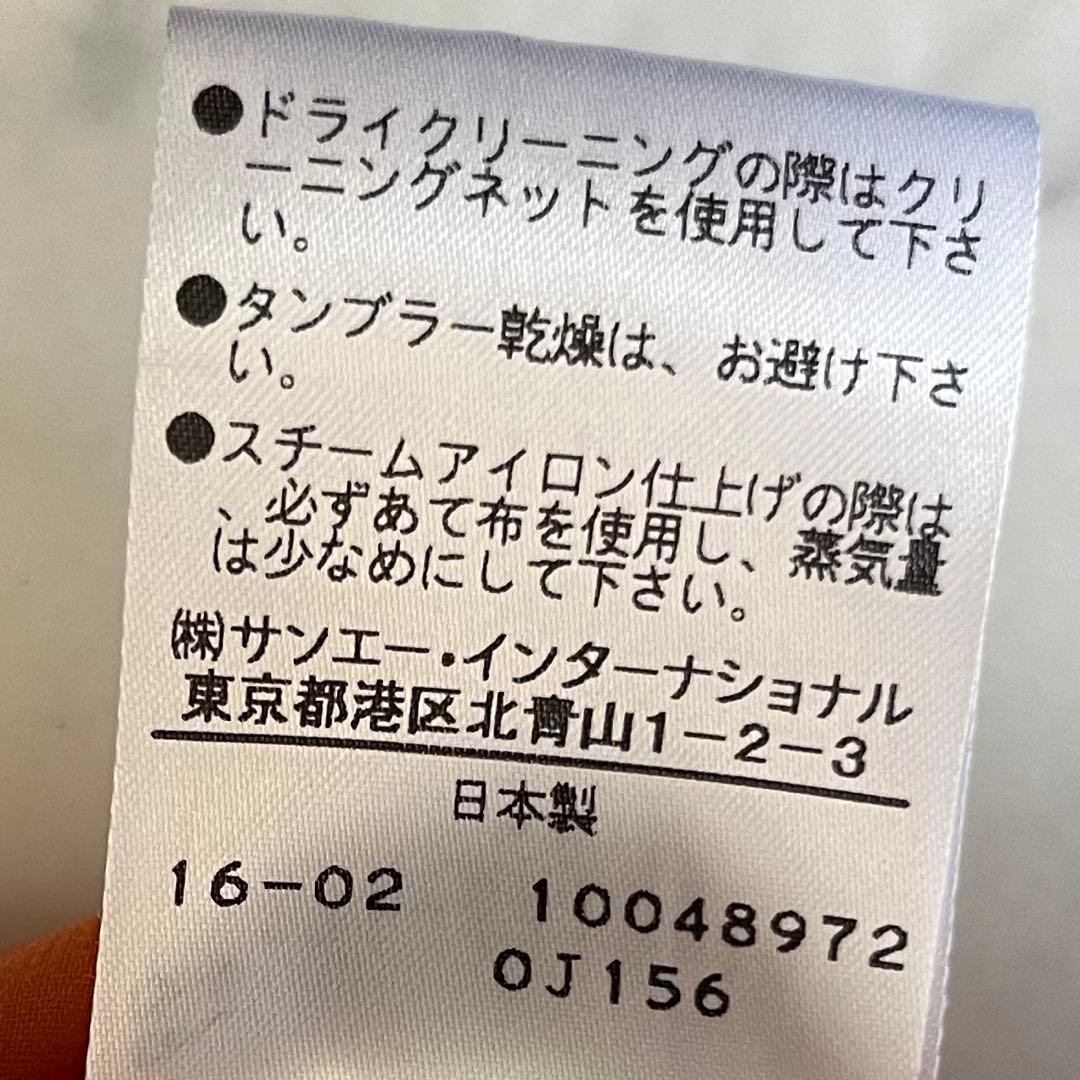 ●ドライクリーニングの際はクリ
ーニングネットを使用して下さ
い。
●タンブラー乾燥は、お避け下さ
い。
●スチームアイロン仕上げの際は
、必ずあて布を使用し、蒸気量
は少なめにして下さい。
㈱サンエー・インターナショナル
東京都港区北青山1-2-3
日本製
16-02 10048972
0J156